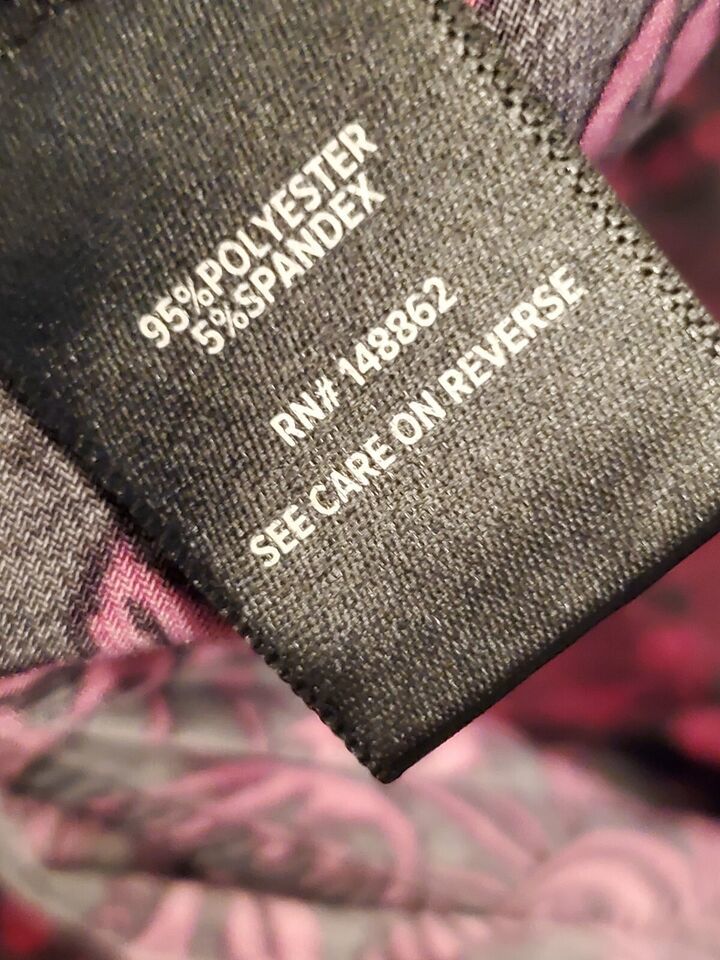 95%POLYESTER
5%SPANDEX
RN# 148862
SEE CARE ON REVERSE